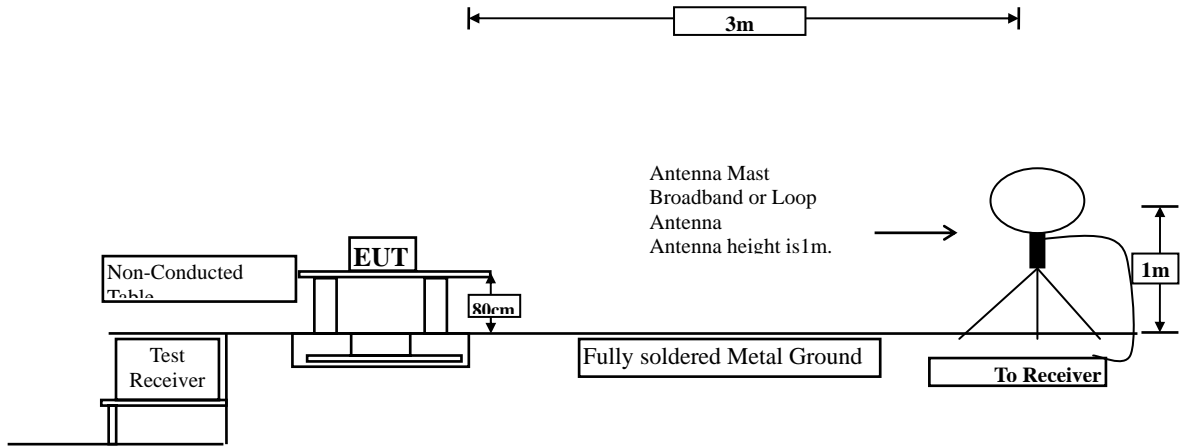 3m
Antenna Mast
Broadband or Loop
Antenna
Antenna height is1m.
EUT
Non-Conducted
Table
80cm
1m
Test
Receiver
Fully soldered Metal Ground
To Receiver